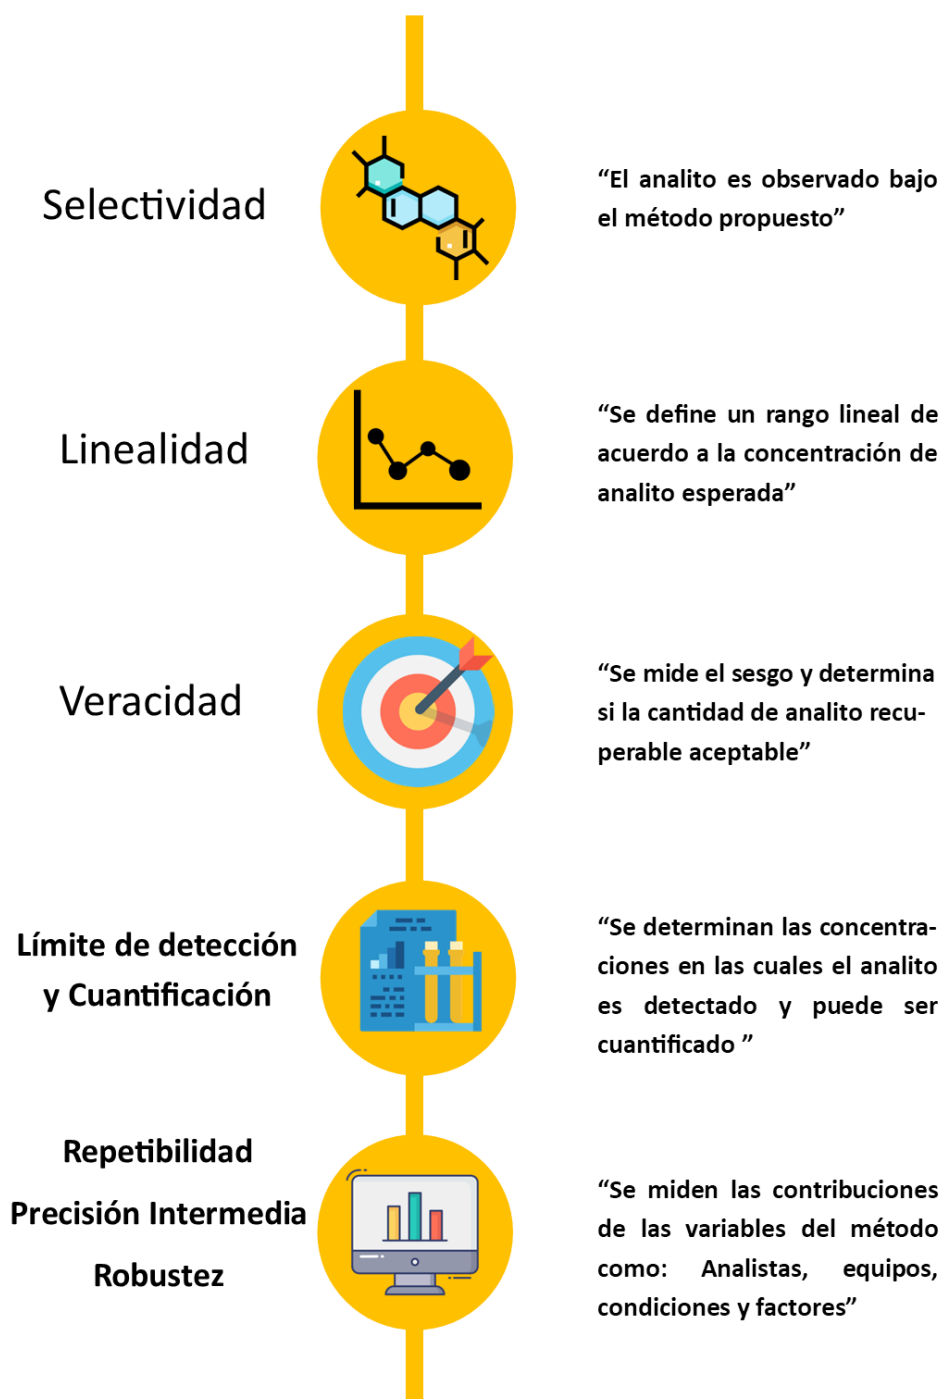 Selectividad
“El analito es observado bajo
el método propuesto”
Linealidad
“Se define un rango lineal de
acuerdo a la concentración de
analito esperada”
Veracidad
“Se mide el sesgo y determina
si la cantidad de analito recu-
perable aceptable”
Límite de detección
y Cuantificación
“Se determinan las concentra-
ciones en las cuales el analito
es detectado y puede ser
cuantificado ”
Repetibilidad
Precisión Intermedia
Robustez
“Se miden las contribuciones
de las variables del método
como: Analistas, equipos,
condiciones y factores”